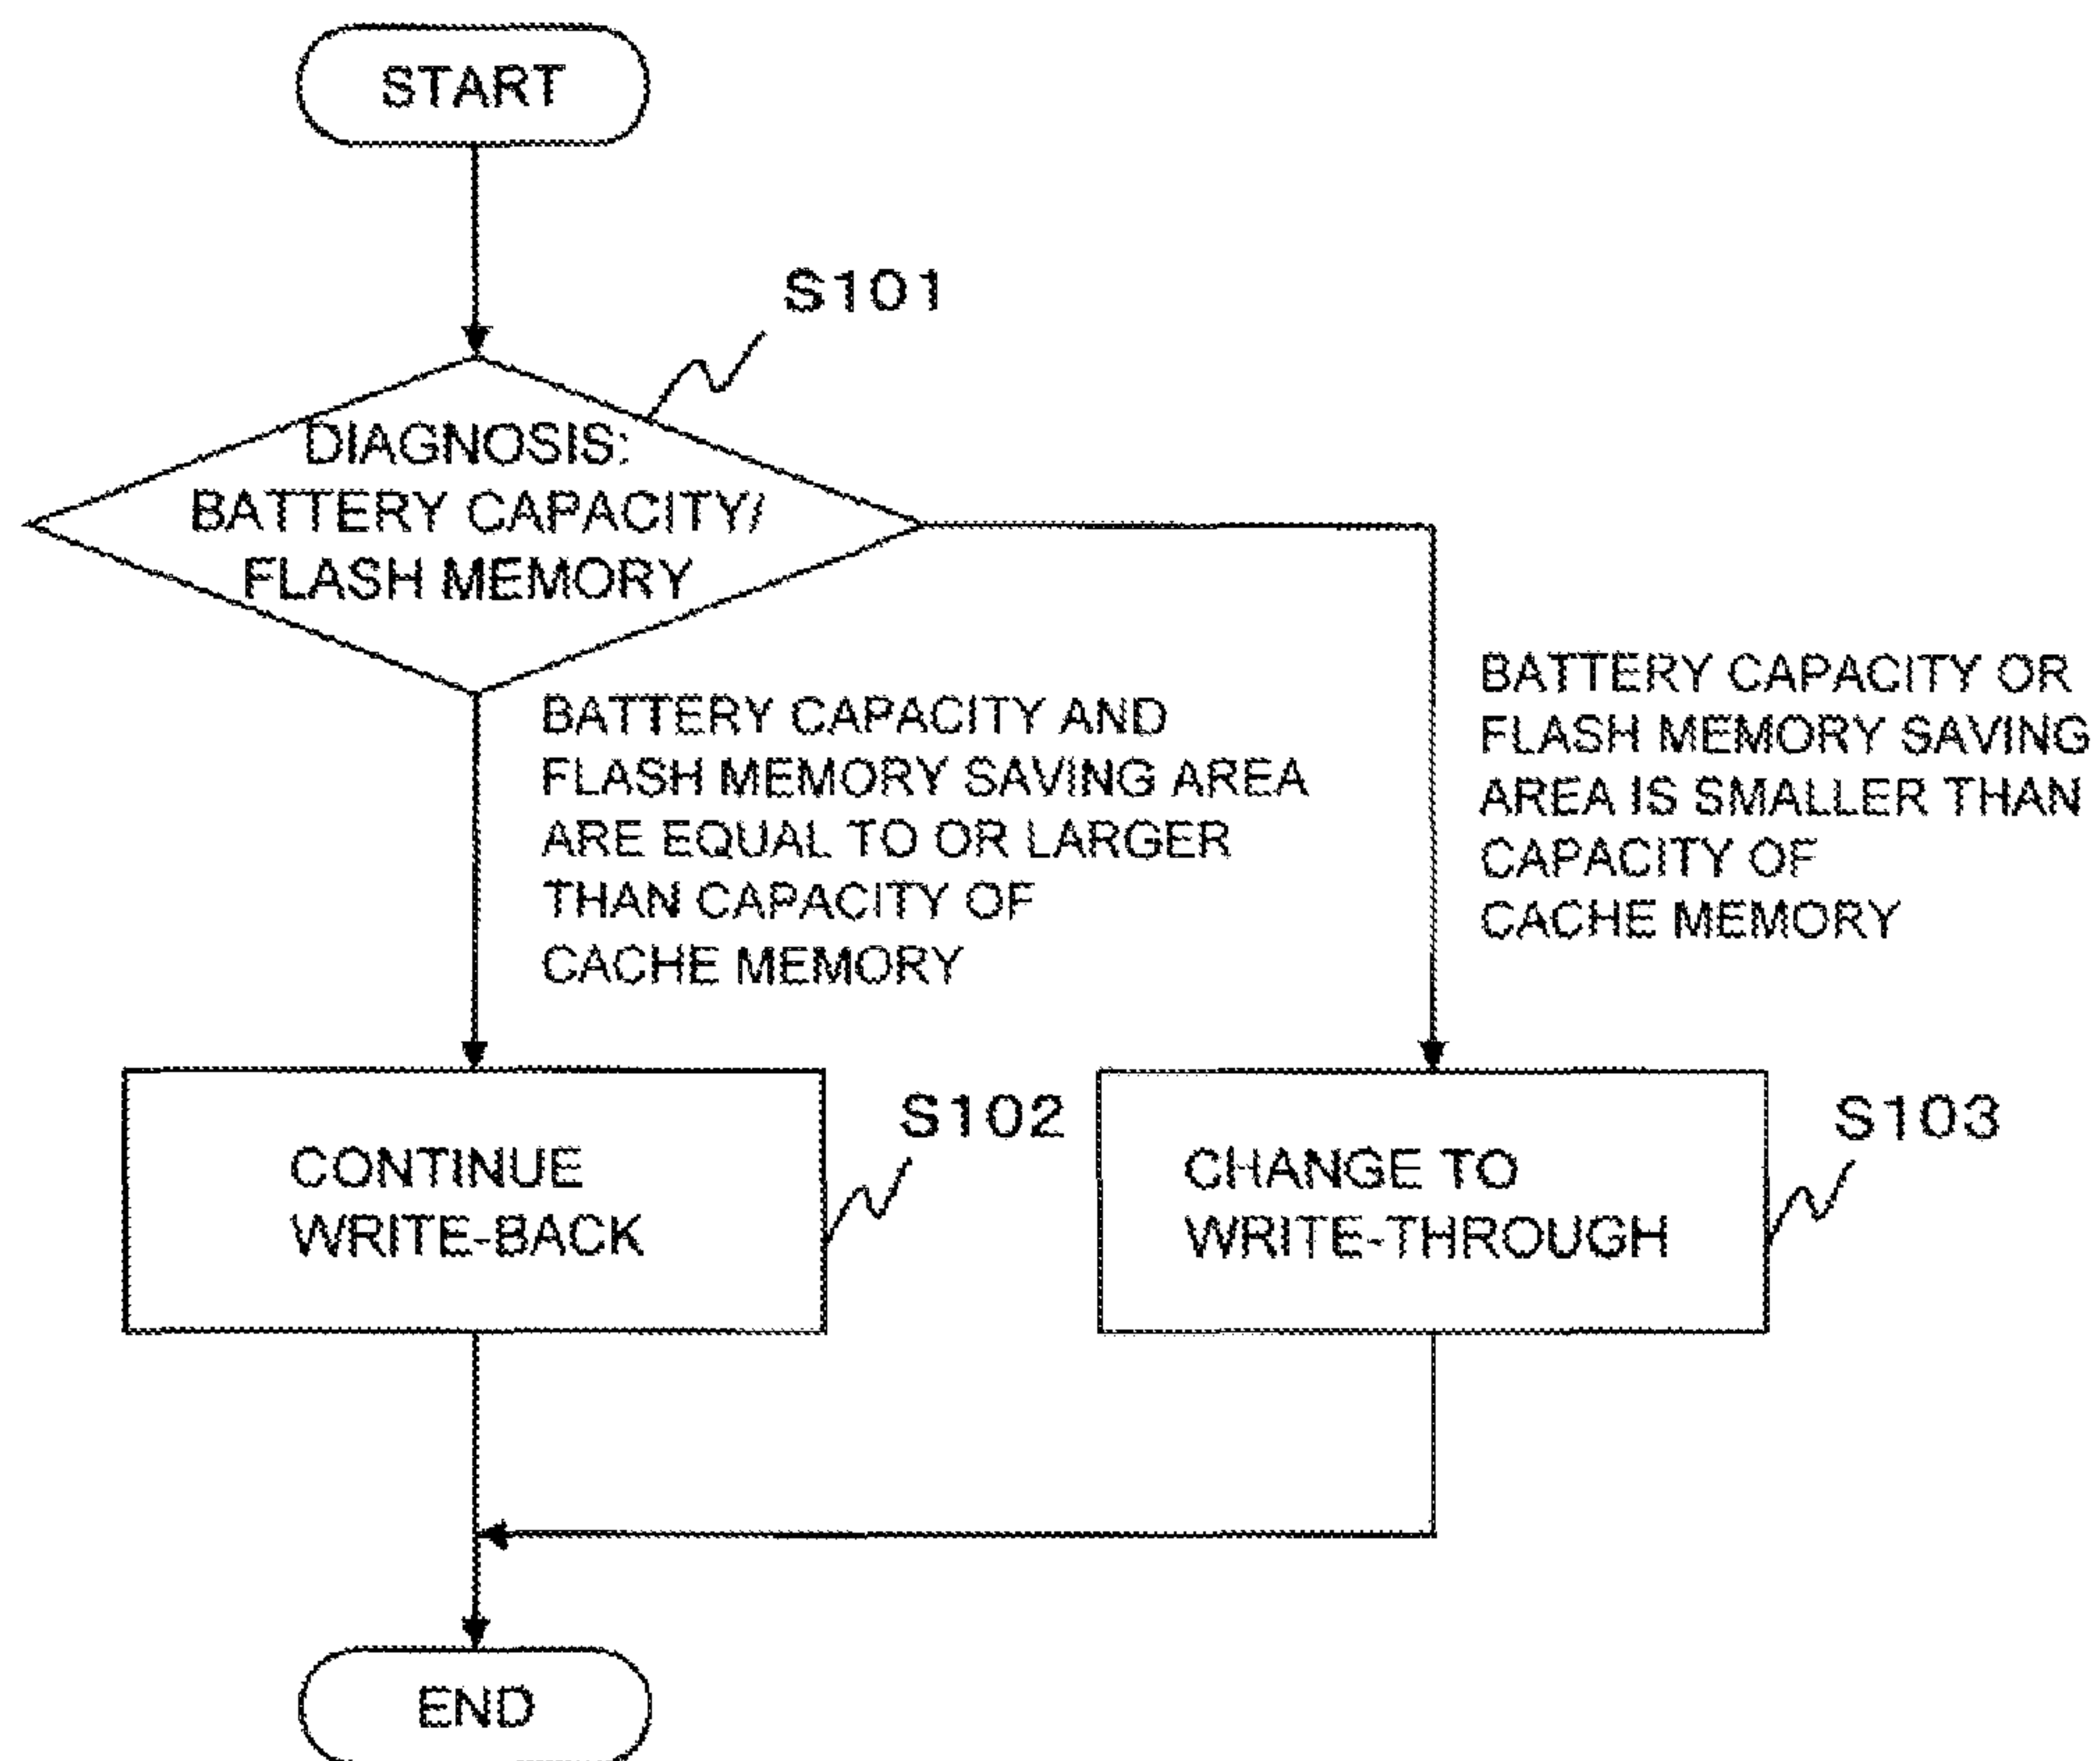 START
S101
DIAGNOSIS:
BATTERY CAPACITY/
FLASH MEMORY
BATTERY CAPACITY AND
FLASH MEMORY SAVING AREA
ARE EQUAL TO OR LARGER
THAN CAPACITY OF
CACHE MEMORY
BATTERY CAPACITY OR
FLASH MEMORY SAVING
AREA IS SMALLER THAN
CAPACITY OF
CACHE MEMORY
CONTINUE
WRITE-BACK
S102
CHANGE TO
WRITE-THROUGH
S103
END